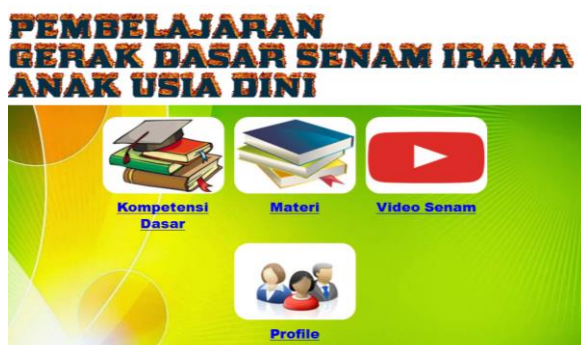 PEMBELAJARAN
GERAK DASAR SENAM IRAMA
ANAK USIA DINI
Kompetensi
Dasar
Materi
Video Senam
Profile